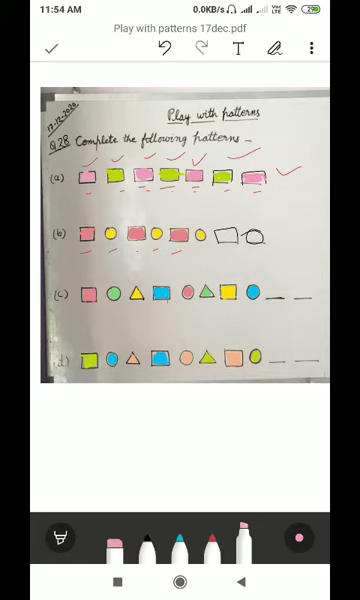 11:54 AM
0.0KB/s
29
Play with patterns 17dec.pdf
T
17-12-2020
Play with patterns
Q.28 Complete the following patterns –
(a)
(b)
(c)
(d)